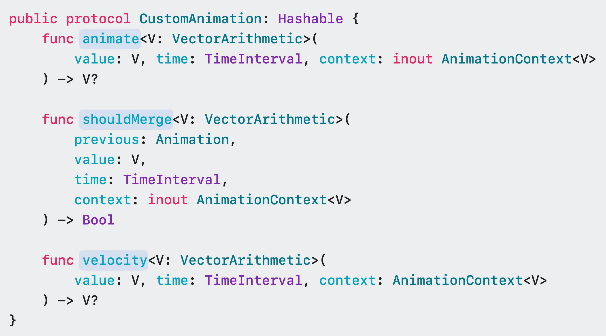 public protocol CustomAnimation: Hashable {
    func animate<V: VectorArithmetic>(
        value: V, time: TimeInterval, context: inout AnimationContext<V>
    ) -> V?
    func shouldMerge<V: VectorArithmetic>(
        previous: Animation,
        value: V,
        time: TimeInterval,
        context: inout AnimationContext<V>
    ) -> Bool
    func velocity<V: VectorArithmetic>(
        value: V, time: TimeInterval, context: AnimationContext<V>
    ) -> V?
}